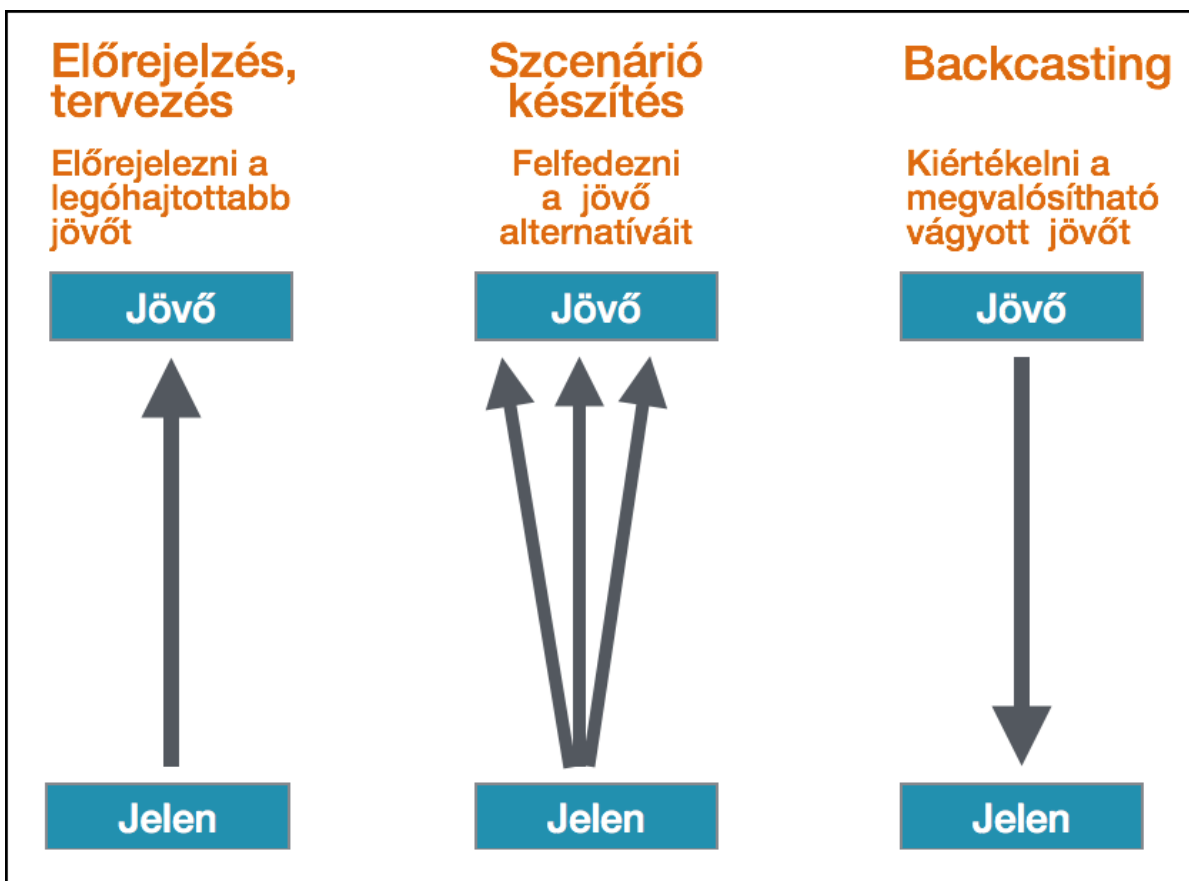 Előrejelzés,
tervezés
Előrejelezni a
legóhajtottabb
jövőt
Jövő
Jelen
Szcenárió
készítés
Felfedezni
a jövő
alternatíváit
Jövő
Jelen
Backcasting
Kiértékelni a
megvalósítható
vágyott jövőt
Jövő
Jelen